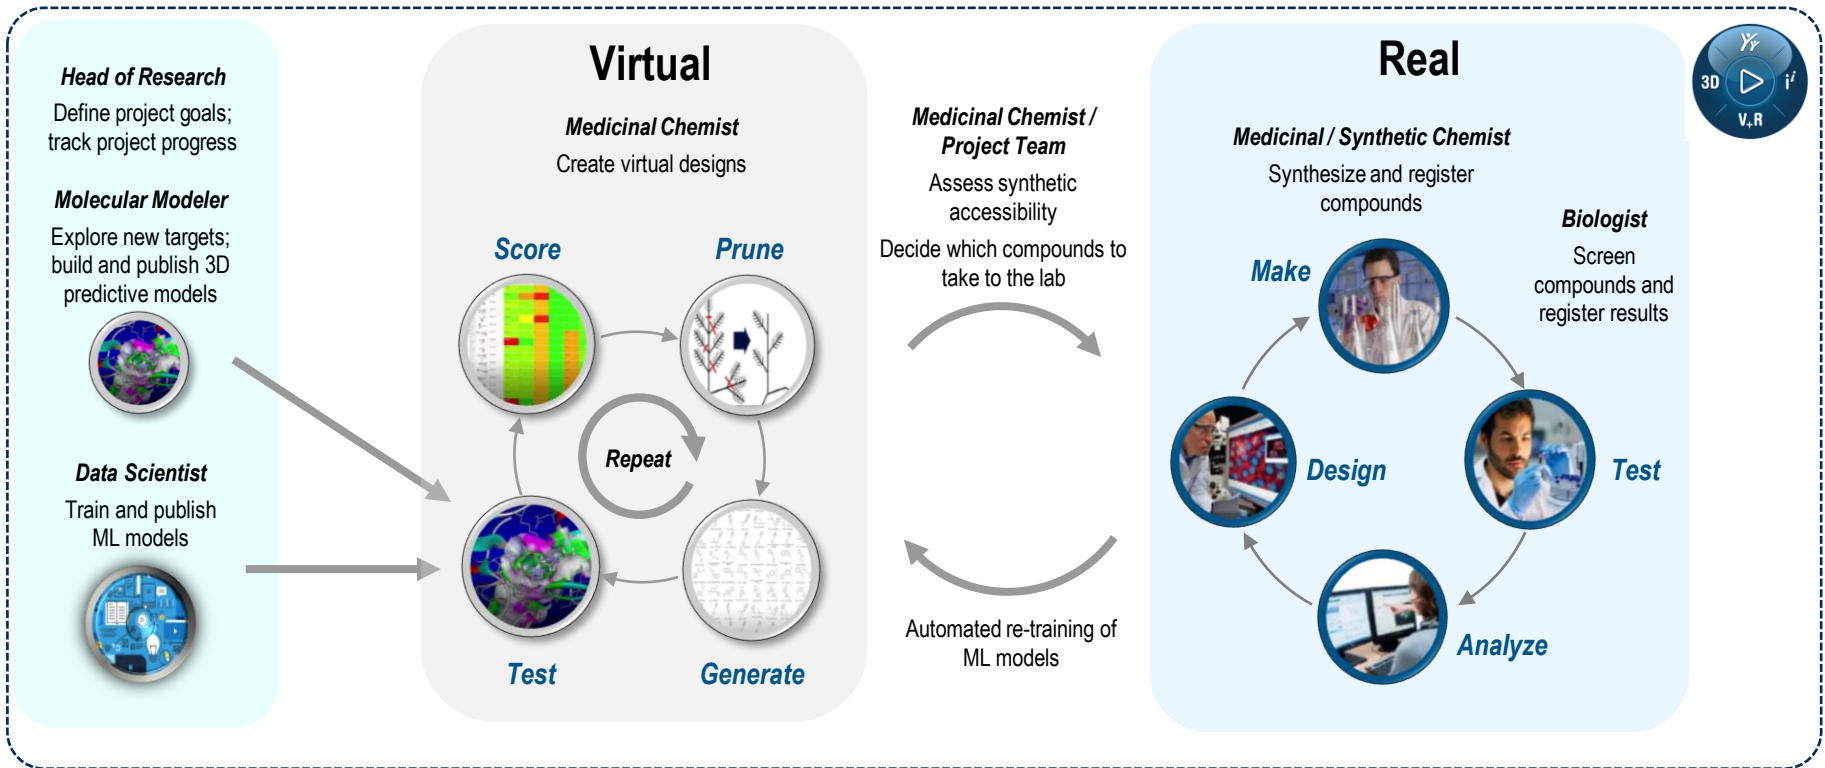 Head of Research
Define project goals;
track project progress
Molecular Modeler
Explore new targets;
build and publish 3D
predictive models
Data Scientist
Train and publish
ML models
Virtual
Medicinal Chemist
Create virtual designs
Score
Prune
Repeat
Test
Generate
Medicinal Chemist /
Project Team
Assess synthetic
accessibility
Decide which compounds to
take to the lab
Automated re-training of
ML models
Real
Medicinal / Synthetic Chemist
Synthesize and register
compounds
Biologist
Screen
compounds and
register results
Make
Design
Test
Analyze
3D
V+R